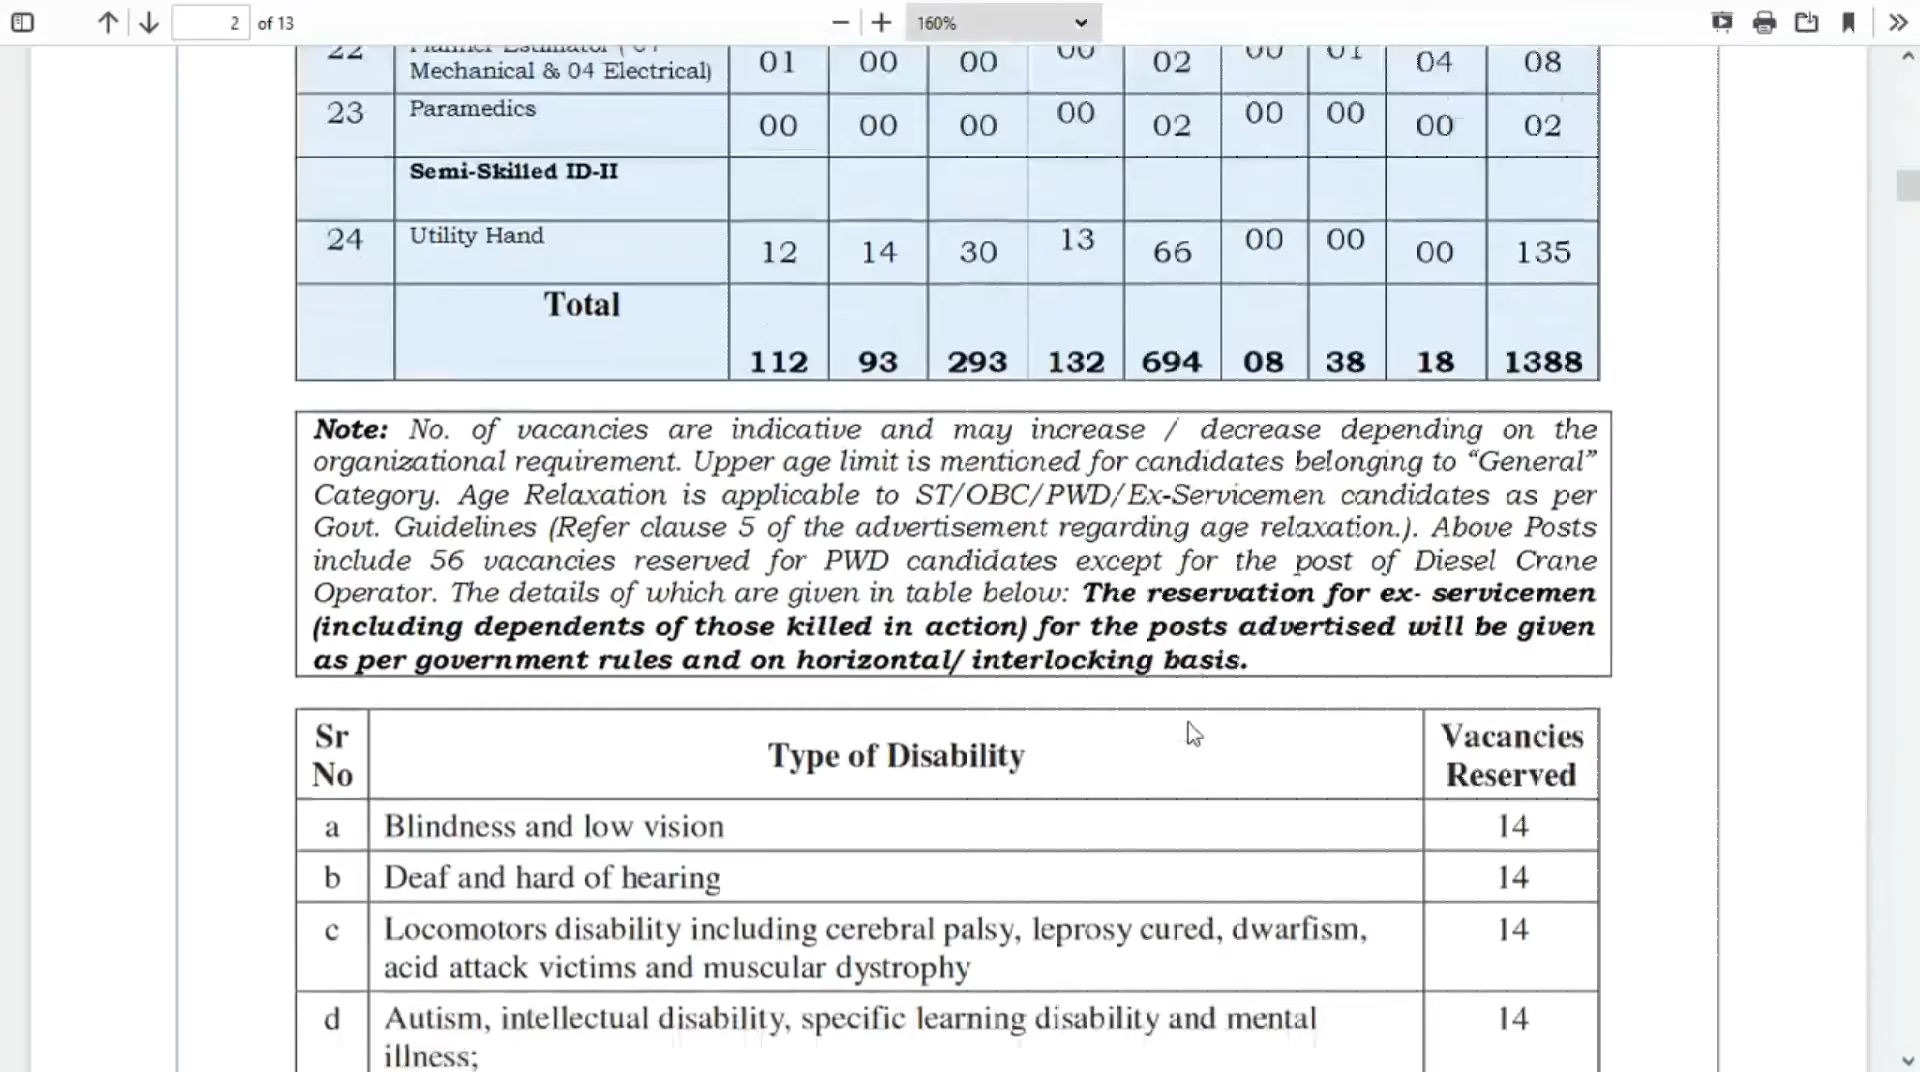 2 of 13
160%
22 Planner Estimator ( 04
Mechanical & 04 Electrical) 01 00 00 00 02 00 01 04 08
23 Paramedics 00 00 00 00 02 00 00 00 02
Semi-Skilled ID-II
24 Utility Hand 12 14 30 13 66 00 00 00 135
Total
112 93 293 132 694 08 38 18 1388
Note: No. of vacancies are indicative and may increase / decrease depending on the
organizational requirement. Upper age limit is mentioned for candidates belonging to “General”
Category. Age Relaxation is applicable to ST/OBC/PWD/Ex-Servicemen candidates as per
Govt. Guidelines (Refer clause 5 of the advertisement regarding age relaxation.). Above Posts
include 56 vacancies reserved for PWD candidates except for the post of Diesel Crane
Operator. The details of which are given in table below: The reservation for ex- servicemen
(including dependents of those killed in action) for the posts advertised will be given
as per government rules and on horizontal/ interlocking basis.
Sr No Type of Disability Vacancies Reserved
a Blindness and low vision 14
b Deaf and hard of hearing 14
c Locomotors disability including cerebral palsy, leprosy cured, dwarfism, 14
acid attack victims and muscular dystrophy
d Autism, intellectual disability, specific learning disability and mental 14
illness;